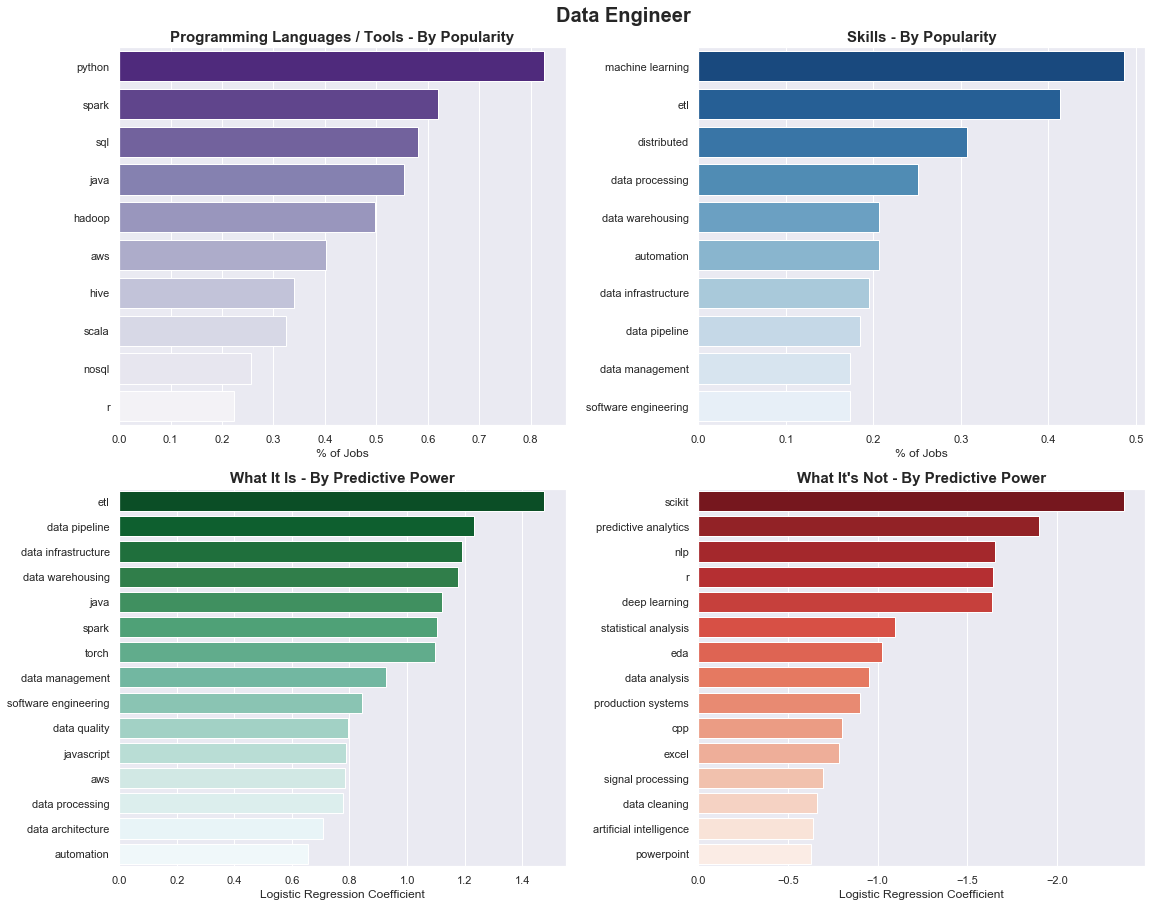 Data Engineer
Programming Languages / Tools - By Popularity
python
spark
sql
java
hadoop
aws
hive
scala
nosql
r
0.0 0.1 0.2 0.3 0.4 0.5 0.6 0.7 0.8
% of Jobs
Skills - By Popularity
machine learning
etl
distributed
data processing
data warehousing
automation
data infrastructure
data pipeline
data management
software engineering
0.0 0.1 0.2 0.3 0.4 0.5
% of Jobs
What It Is - By Predictive Power
etl
data pipeline
data infrastructure
data warehousing
java
spark
torch
data management
software engineering
data quality
javascript
aws
data processing
data architecture
automation
0.0 0.2 0.4 0.6 0.8 1.0 1.2 1.4
Logistic Regression Coefficient
What It's Not - By Predictive Power
scikit
predictive analytics
nlp
r
deep learning
statistical analysis
eda
data analysis
production systems
cpp
excel
signal processing
data cleaning
artificial intelligence
powerpoint
0.0 −0.5 −1.0 −1.5 −2.0
Logistic Regression Coefficient